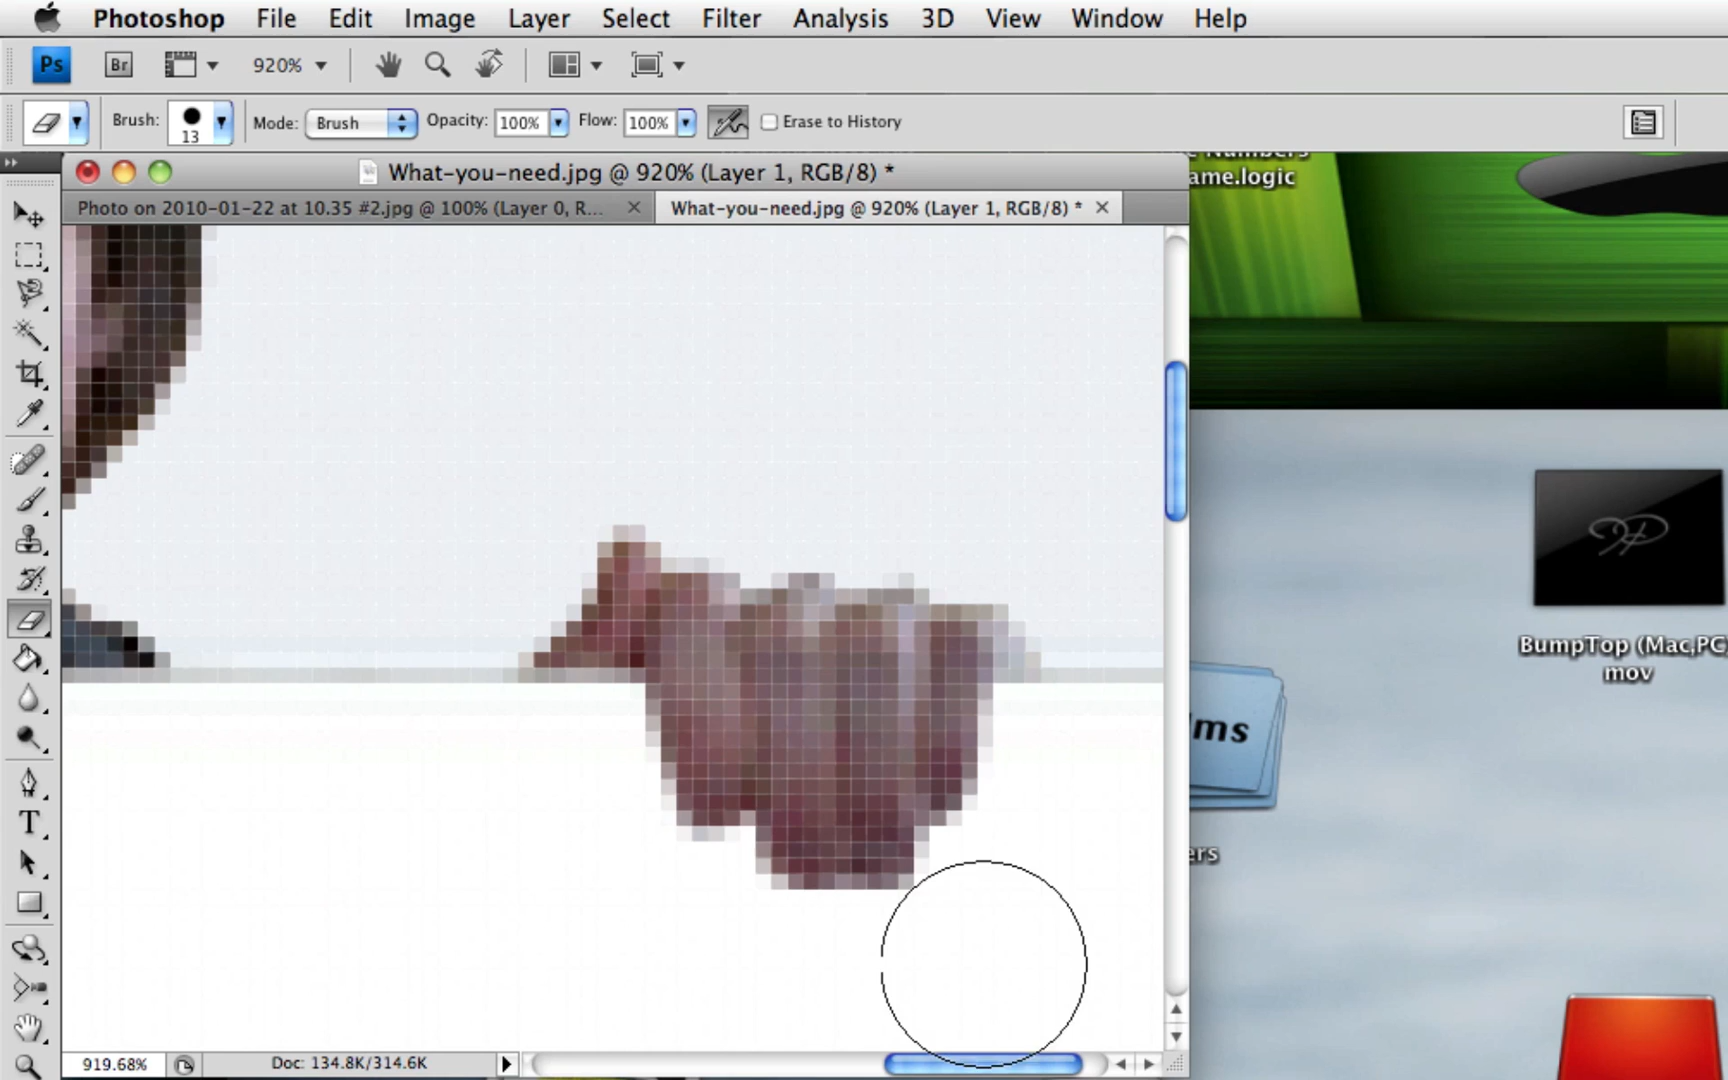 Photoshop File Edit Image Layer Select Filter Analysis 3D View Window Help
Ps Br 920%
Brush: 13 Mode: Brush Opacity: 100% Flow: 100% Erase to History
What-you-need.jpg @ 920% (Layer 1, RGB/8) *
Photo on 2010-01-22 at 10.35 #2.jpg @ 100% (Layer 0, R... What-you-need.jpg @ 920% (Layer 1, RGB/8) *
Numbers
ame.logic
BumpTop (Mac,PC
mov
lms
ers
T
919.68% Doc: 134.8K/314.6K